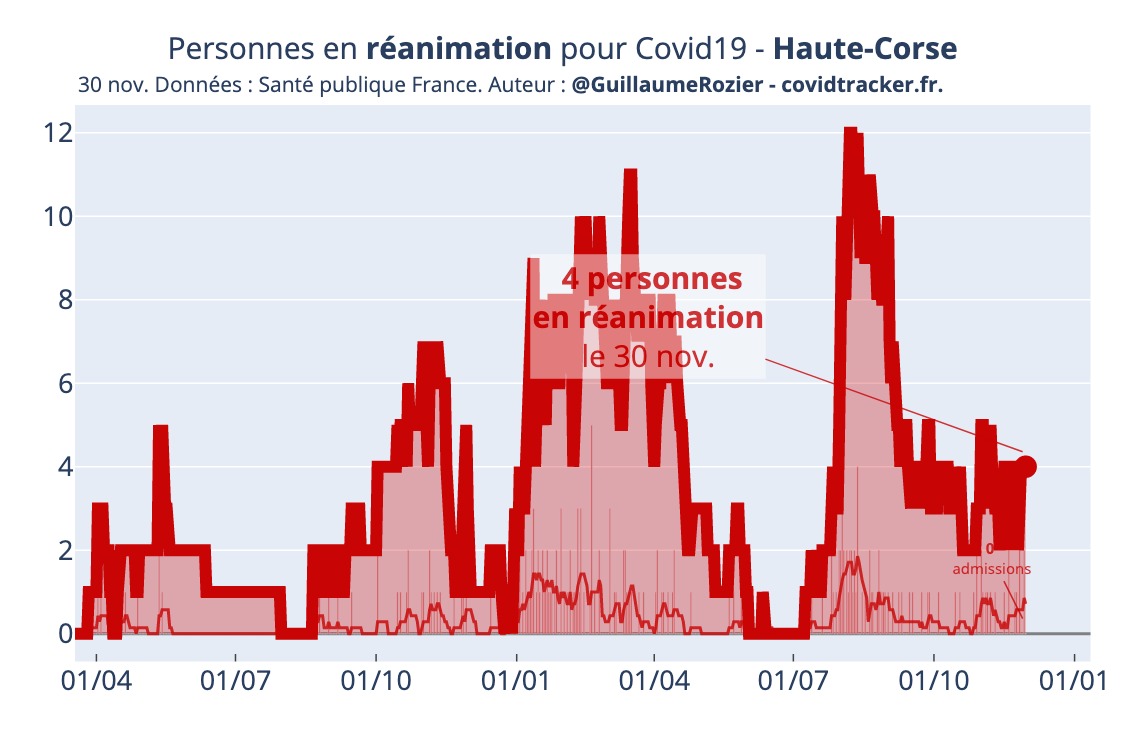 Personnes en réanimation pour Covid19 - Haute-Corse
30 nov. Données : Santé publique France. Auteur : @GuillaumeRozier - covidtracker.fr.
12
10
8
6
4
2
0
4 personnes
en réanimation
le 30 nov.
0
admissions
01/04
01/07
01/10
01/01
01/04
01/07
01/10
01/01